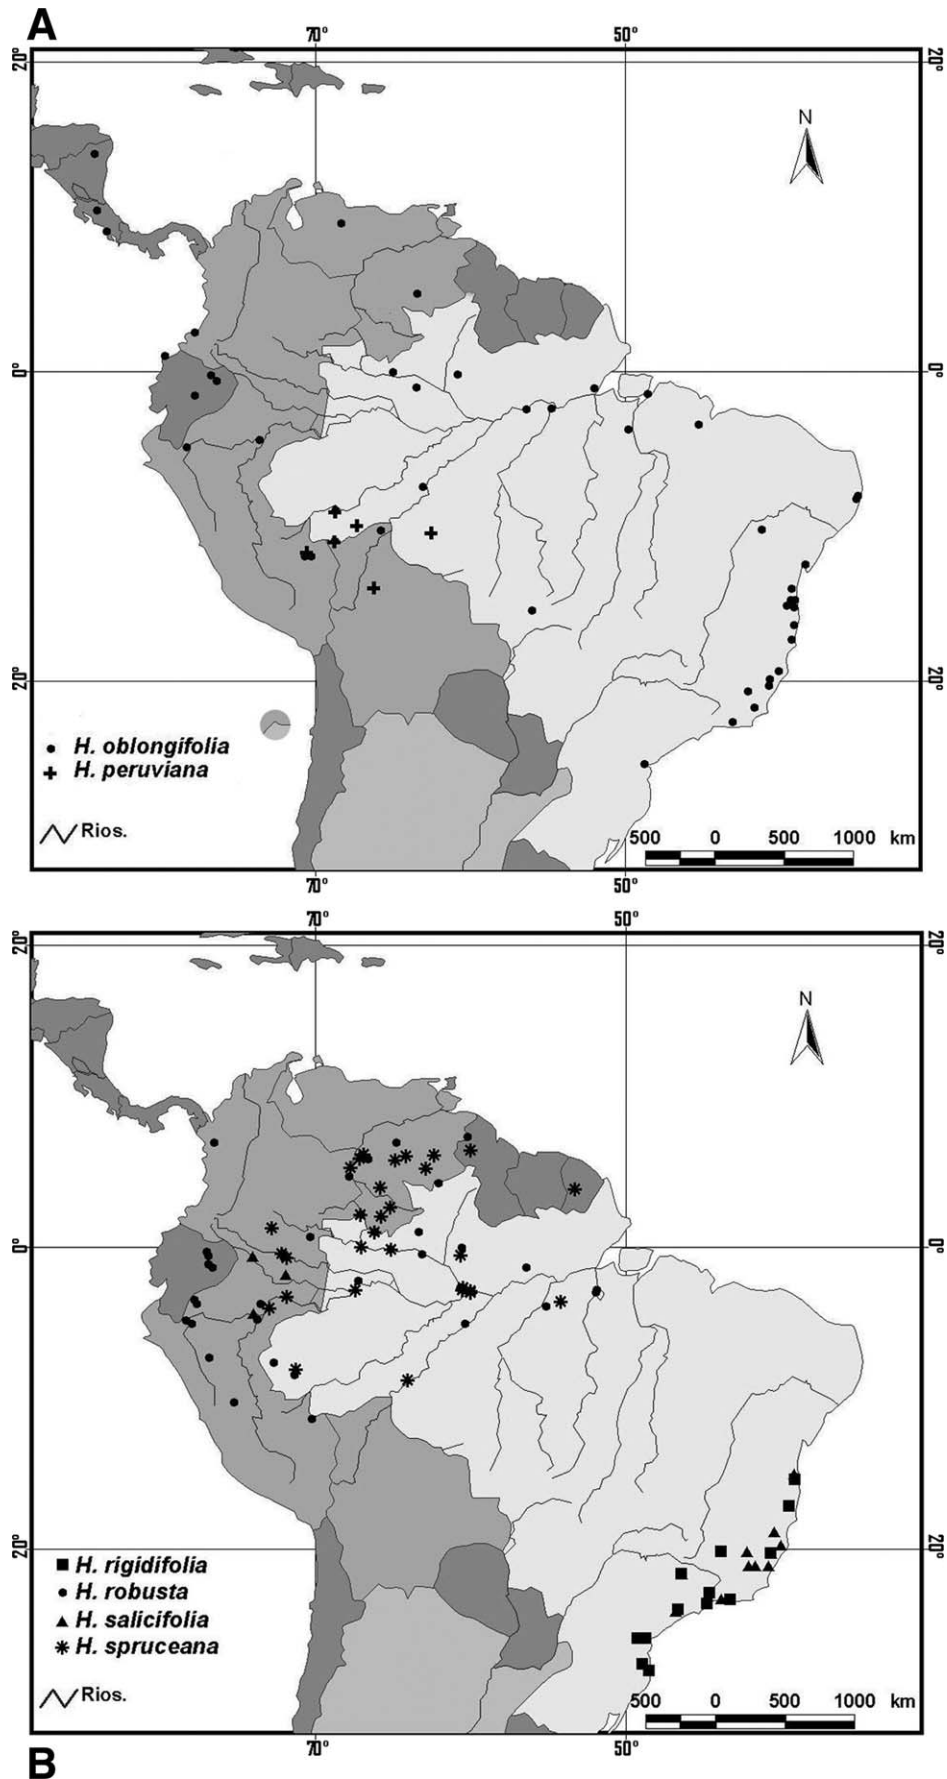 A
70° 50°
20° 20°
N
0° 0°
20° 20°
H. oblongifolia
H. peruviana
Rios.
500 0 500 1000 km
70° 50°
70° 50°
20° 20°
N
0° 0°
20° 20°
H. rigidifolia
H. robusta
H. salicifolia
H. spruceana
Rios.
500 0 500 1000 km
70° 50°
B